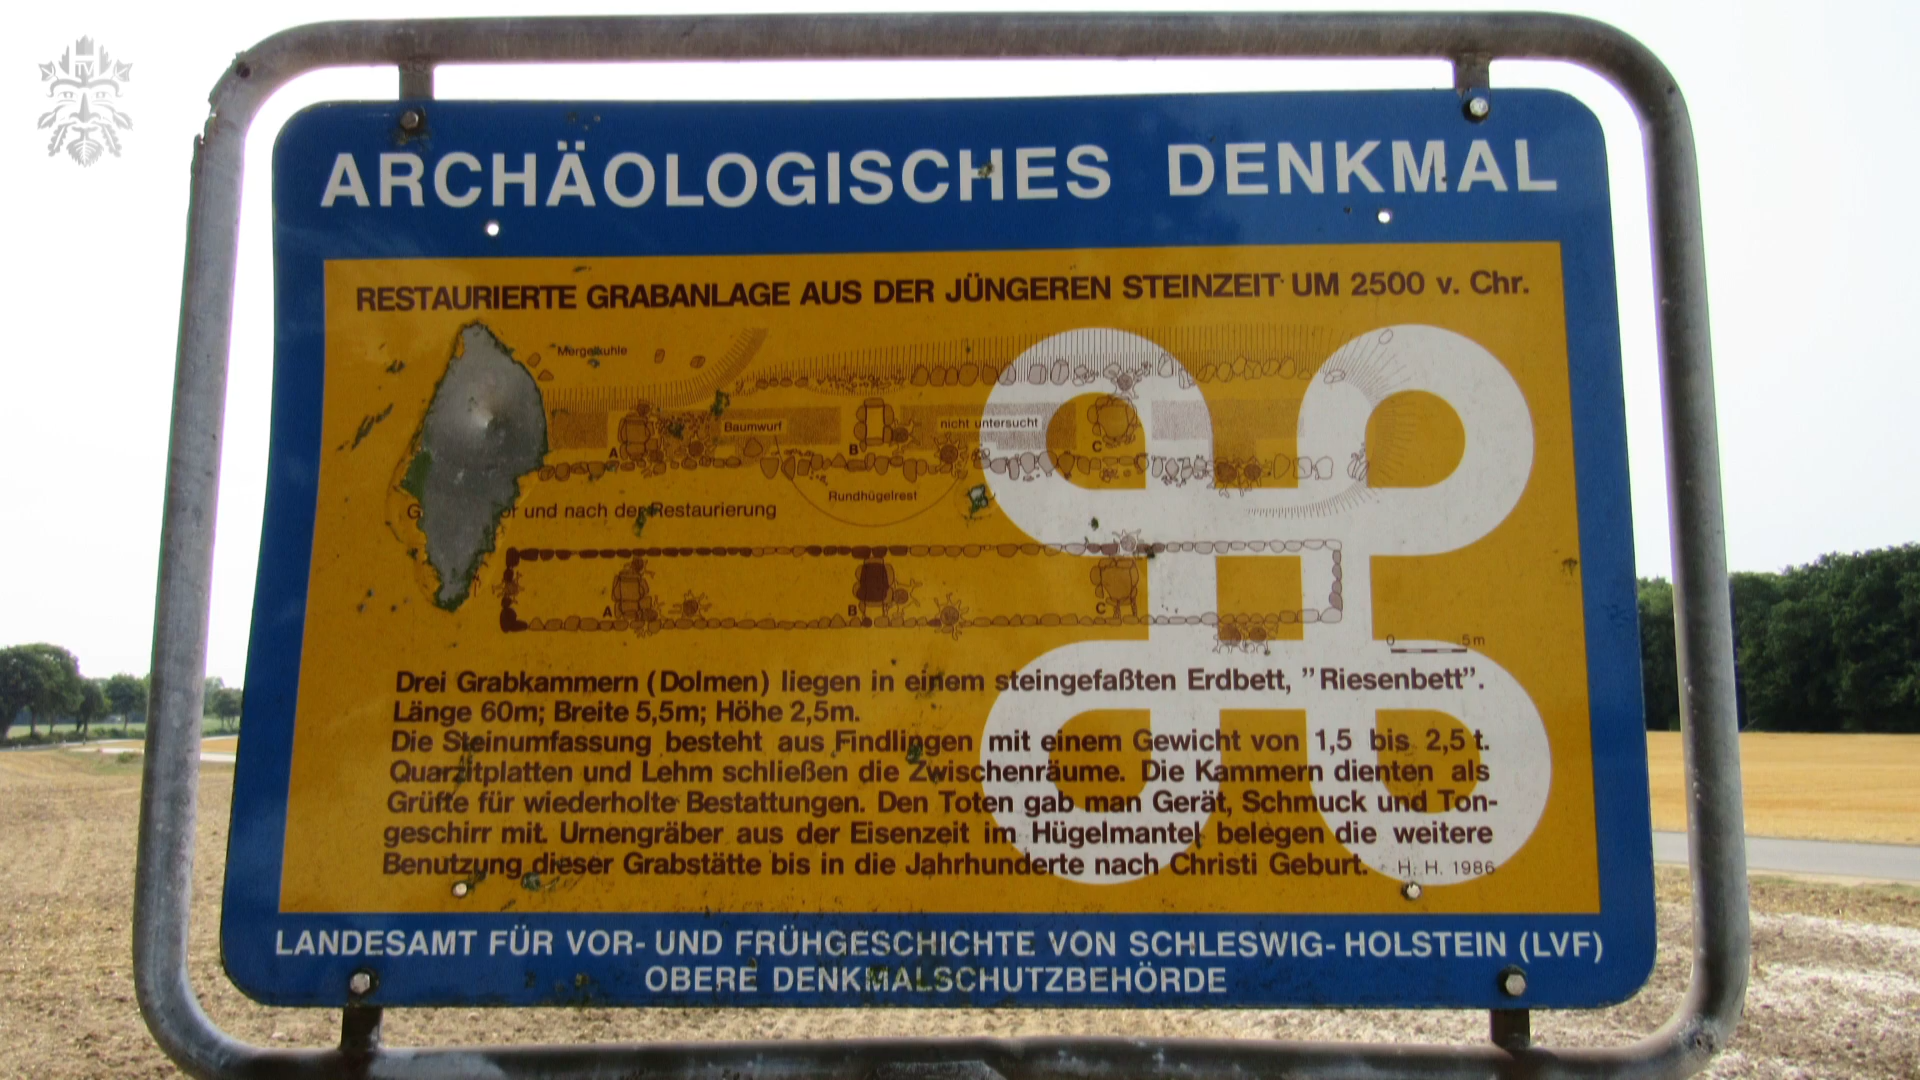 TV
ARCHÄOLOGISCHES DENKMAL
RESTAURIERTE GRABANLAGE AUS DER JÜNGEREN STEINZEIT UM 2500 v. Chr.
Mergelkuhle
Baumwurf
nicht untersucht
A
B
C
Rundhügelrest
und nach der Restaurierung
A
B
C
0 5m
Drei Grabkammern (Dolmen) liegen in einem steingefaßten Erdbett, "Riesenbett".
Länge 60m; Breite 5,5m; Höhe 2,5m.
Die Steinumfassung besteht aus Findlingen mit einem Gewicht von 1,5 bis 2,5 t.
Quarzitplatten und Lehm schließen die Zwischenräume. Die Kammern dienten als
Grüfte für wiederholte Bestattungen. Den Toten gab man Gerät, Schmuck und Ton-
geschirr mit. Urnengräber aus der Eisenzeit im Hügelmantel belegen die weitere
Benutzung dieser Grabstätte bis in die Jahrhunderte nach Christi Geburt. H. H. 1986
LANDESAMT FÜR VOR- UND FRÜHGESCHICHTE VON SCHLESWIG-HOLSTEIN (LVF)
OBERE DENKMALSCHUTZBEHÖRDE